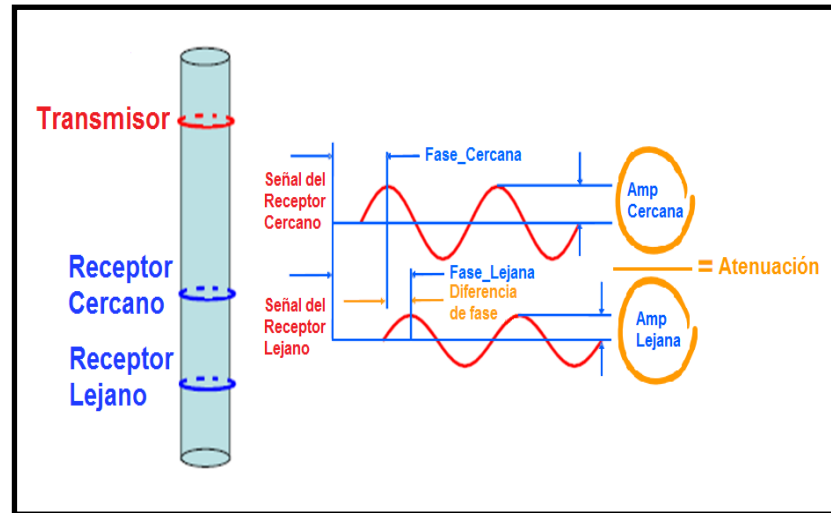 Transmisor
Receptor
Cercano
Receptor
Lejano
Fase_Cercana
Señal del
Receptor
Cercano
Amp
Cercana
Fase_Lejana
Diferencia
de fase
Señal del
Receptor
Lejano
= Atenuación
Amp
Lejana